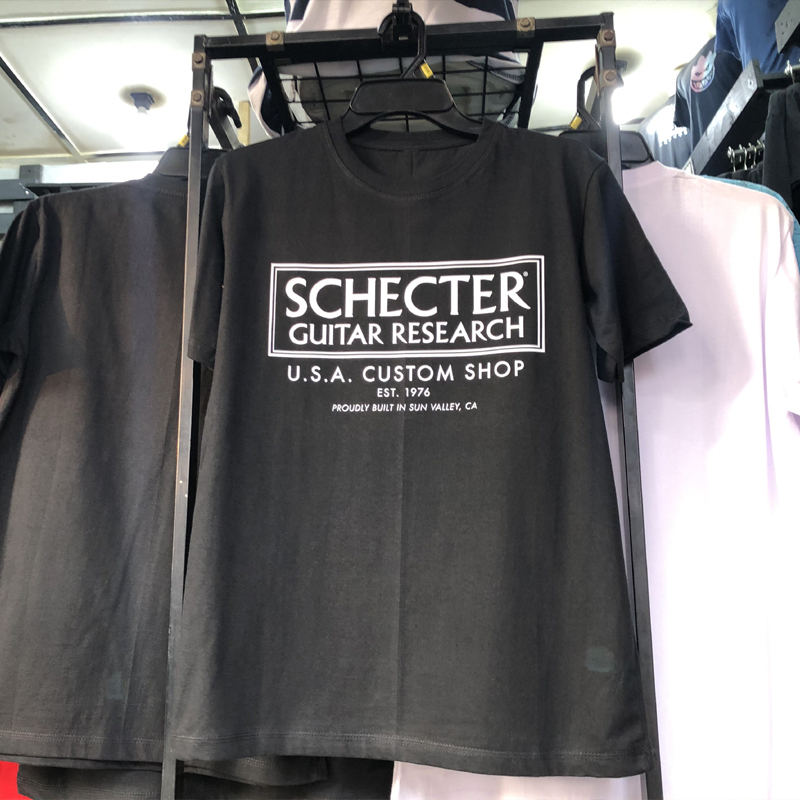 SCHECTER®
GUITAR RESEARCH
U.S.A. CUSTOM SHOP
EST. 1976
PROUDLY BUILT IN SUN VALLEY, CA